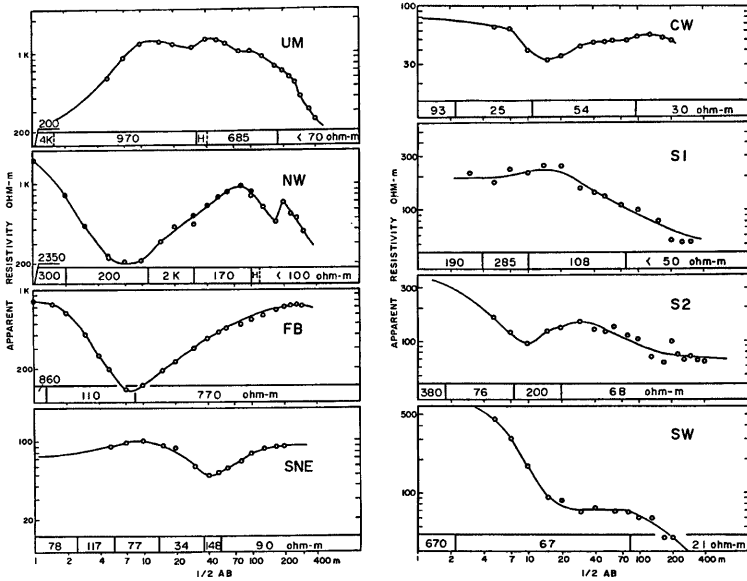 UM
1K
200
200
4K 970 H 685 < 70 ohm-m
NW
1K
200
2350
300 200 2K 170 H < 100 ohm-m
1K
FB
200
860
110 770 ohm-m
100
SNE
20
78 117 77 34 148 90 ohm-m
1 2 4 7 10 20 40 70 100 200 400 m
1/2 AB
APPARENT RESISTIVITY OHM-m
100
CW
30
93 25 54 30 ohm-m
S1
300
100
190 285 108 < 50 ohm-m
300
S2
100
380 76 200 68 ohm-m
500
SW
100
670 67 21 ohm-m
1 2 4 7 10 20 40 70 100 200 400 m
1/2 AB
APPARENT RESISTIVITY OHM-m